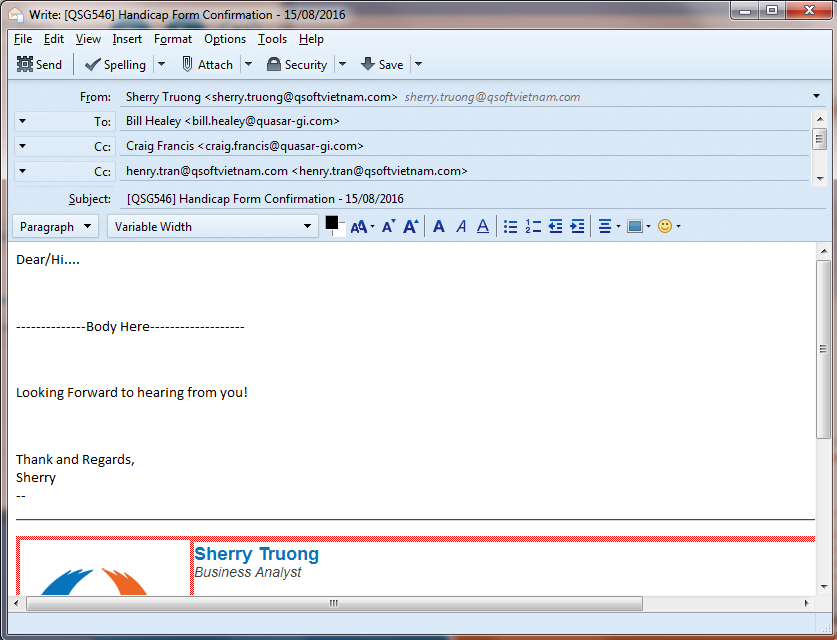 Write: [QSG546] Handicap Form Confirmation - 15/08/2016
File Edit View Insert Format Options Tools Help
Send Spelling Attach Security Save
From: Sherry Truong <sherry.truong@qsoftvietnam.com> sherry.truong@qsoftvietnam.com
To: Bill Healey <bill.healey@quasar-gi.com>
Cc: Craig Francis <craig.francis@quasar-gi.com>
Cc: henry.tran@qsoftvietnam.com <henry.tran@qsoftvietnam.com>
Subject: [QSG546] Handicap Form Confirmation - 15/08/2016
Paragraph Variable Width
Dear/Hi....
--------------Body Here-------------------
Looking Forward to hearing from you!
Thank and Regards,
Sherry
--
Sherry Truong
Business Analyst